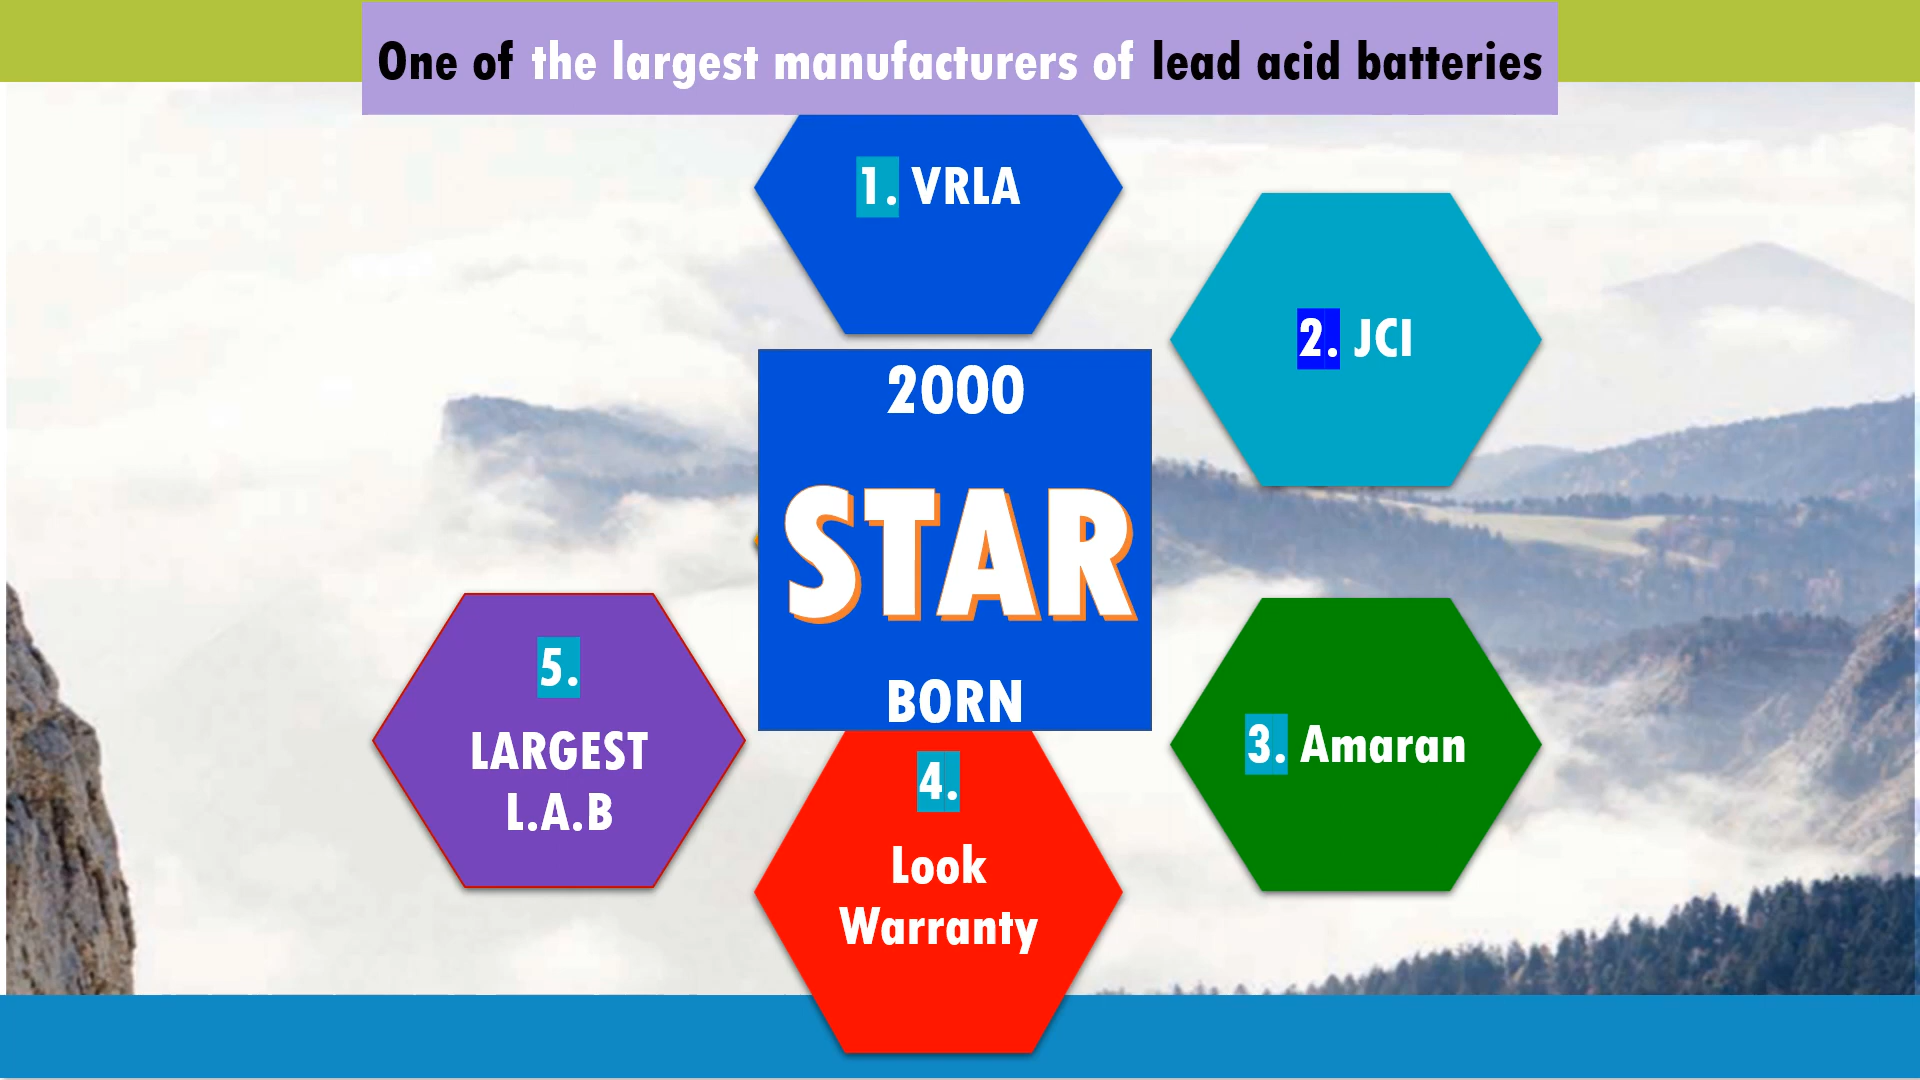 One of the largest manufacturers of lead acid batteries
1. VRLA
2. JCI
2000
STAR
BORN
3. Amaran
4.
Look
Warranty
5.
LARGEST
L.A.B